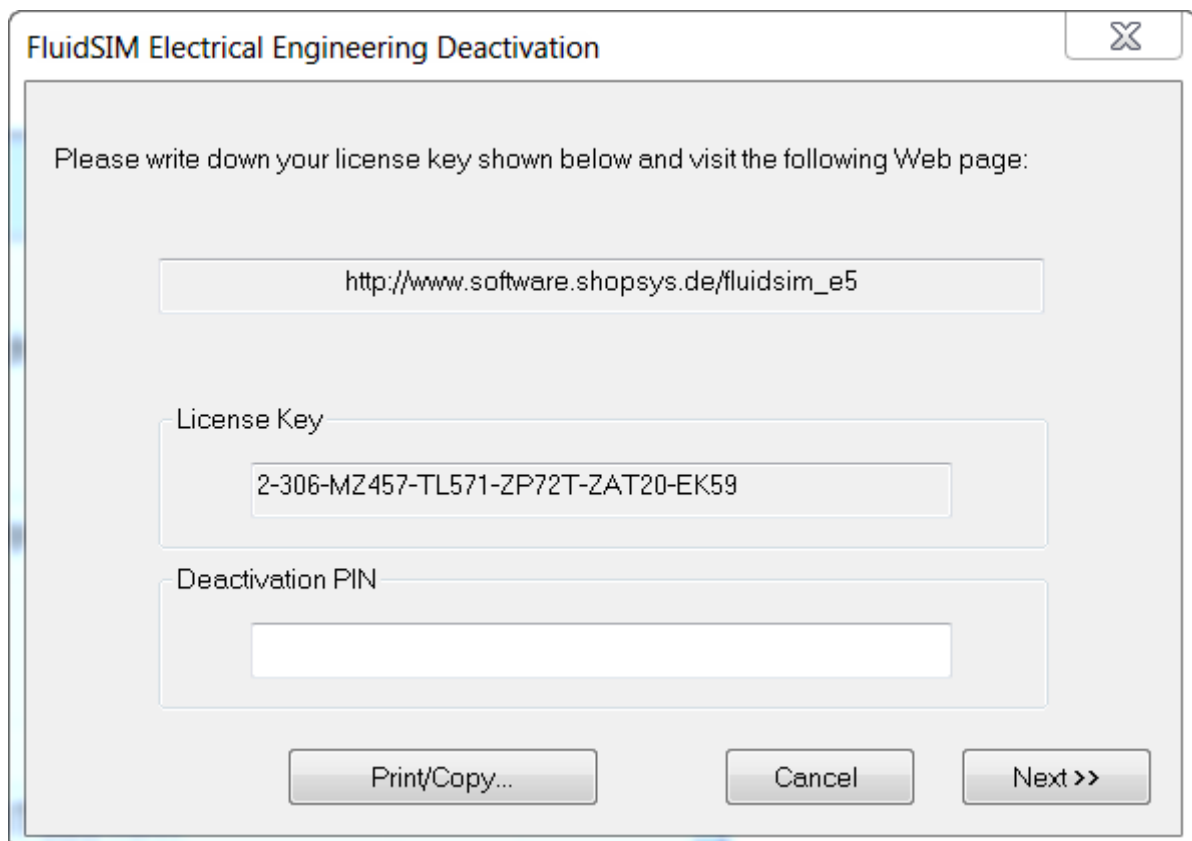 FluidSIM Electrical Engineering Deactivation
Please write down your license key shown below and visit the following Web page:
http://www.software.shopsys.de/fluidsim_e5
License Key
2-306-MZ457-TL571-ZP72T-ZAT20-EK59
Deactivation PIN
Print/Copy... Cancel Next >>